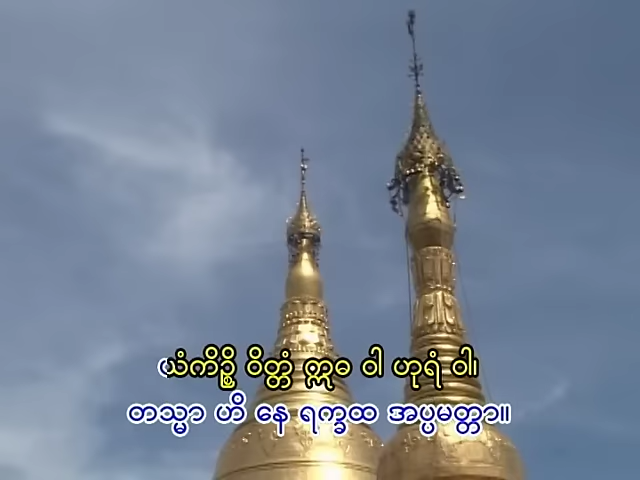 ယံကိဉ္စိ ဝိတ္တံ ဣဓ ဝါ ဟုရံ ဝါ၊
တသ္မာ ဟိ နေ ရက္ခထ အပ္ပမတ္တာ။